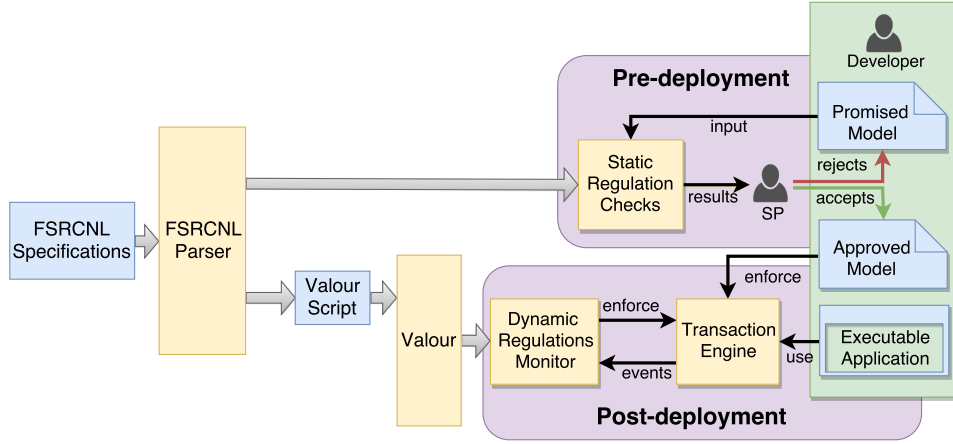 Developer
Pre-deployment
Promised
Model
input
Static
Regulation
Checks
results
SP
rejects
accepts
FSRCNL
Specifications
FSRCNL
Parser
Approved
Model
enforce
Valour
Script
Valour
Dynamic
Regulations
Monitor
enforce
events
Transaction
Engine
use
Executable
Application
Post-deployment